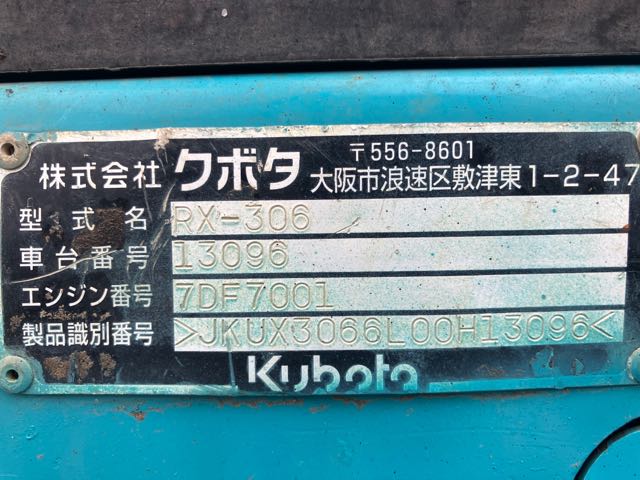 株式会社 クボタ 〒556-8601
大阪市浪速区敷津東1-2-47
型式名 RX-306
車台番号 13096
エンジン番号 7DF7001
製品識別番号 >JKUX3066L00H13096<
Kubota